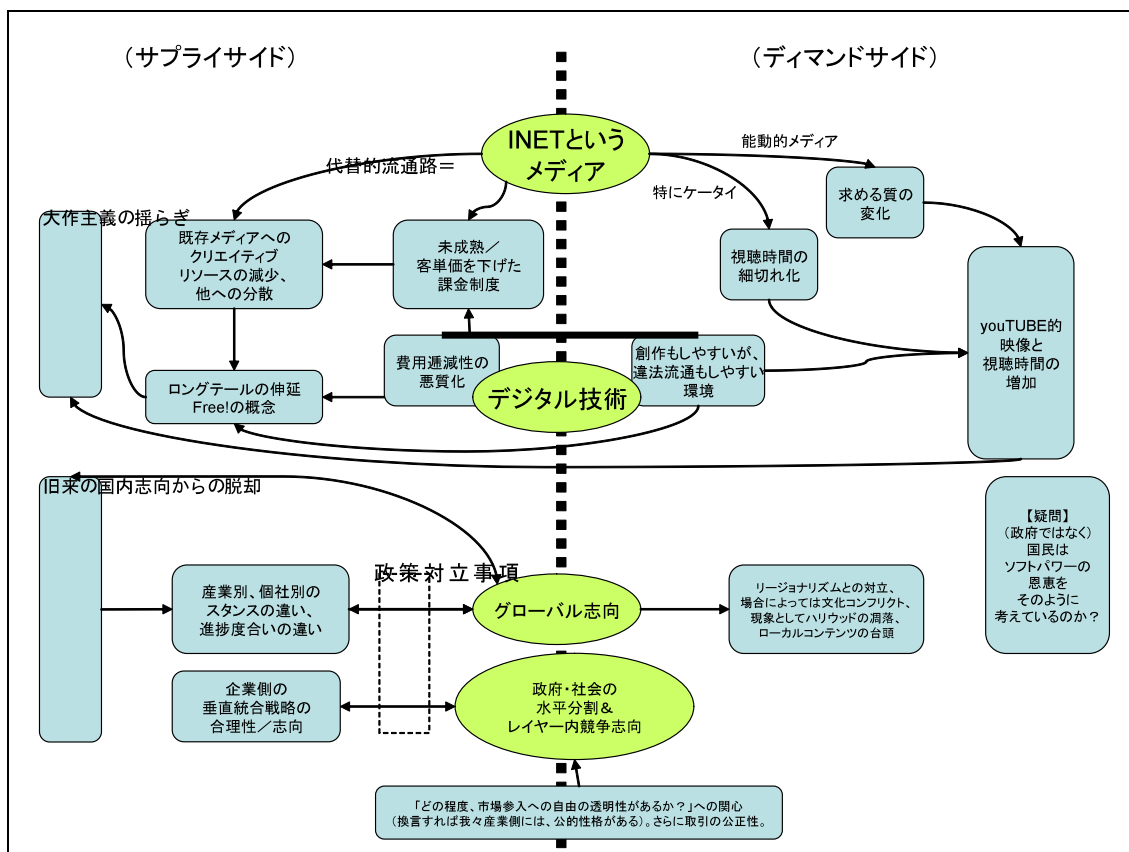 （サプライサイド）
（ディマンドサイド）
INETという
メディア
能動的メディア
代替的流通路＝
特にケータイ
求める質の
変化
大作主義の揺らぎ
既存メディアへの
クリエイティブ
リソースの減少、
他への分散
未成熟／
客単価を下げた
課金制度
視聴時間の
細切れ化
youTUBE的
映像と
視聴時間の
増加
費用逓減性の
悪質化
創作もしやすいが、
違法流通もしやすい
環境
デジタル技術
ロングテールの伸延
Free!の概念
旧来の国内志向からの脱却
【疑問】
（政府ではなく）
国民は
ソフトパワーの
恩恵を
そのように
考えているのか？
政策対立事項
産業別、個社別の
スタンスの違い、
進捗度合いの違い
グローバル志向
リージョナリズムとの対立、
場合によっては文化コンフリクト、
現象としてハリウッドの凋落、
ローカルコンテンツの台頭
企業側の
垂直統合戦略の
合理性／志向
政府・社会の
水平分割＆
レイヤー内競争志向
「どの程度、市場参入への自由の透明性があるか？」への関心
（換言すれば我々産業側には、公的性格がある）。さらに取引の公正性。